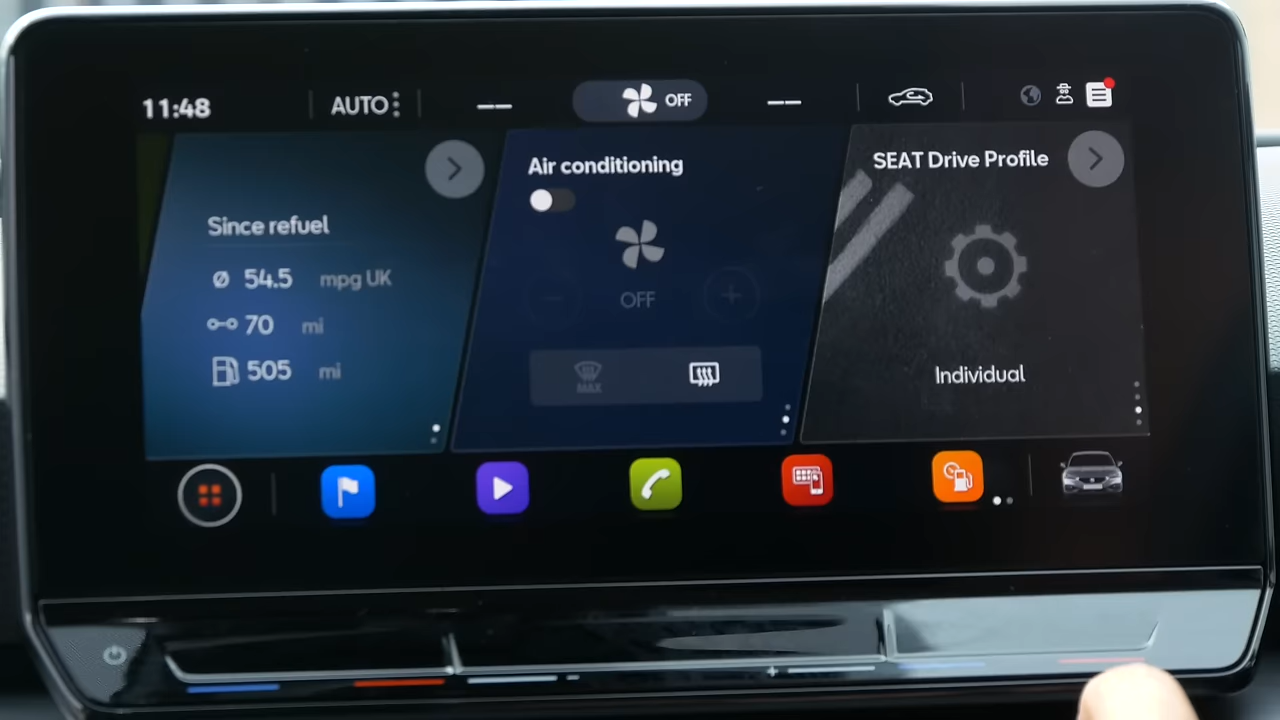 11:48
AUTO
OFF
Since refuel
Ø 54.5 mpg UK
70 mi
505 mi
Air conditioning
OFF
MAX
SEAT Drive Profile
Individual